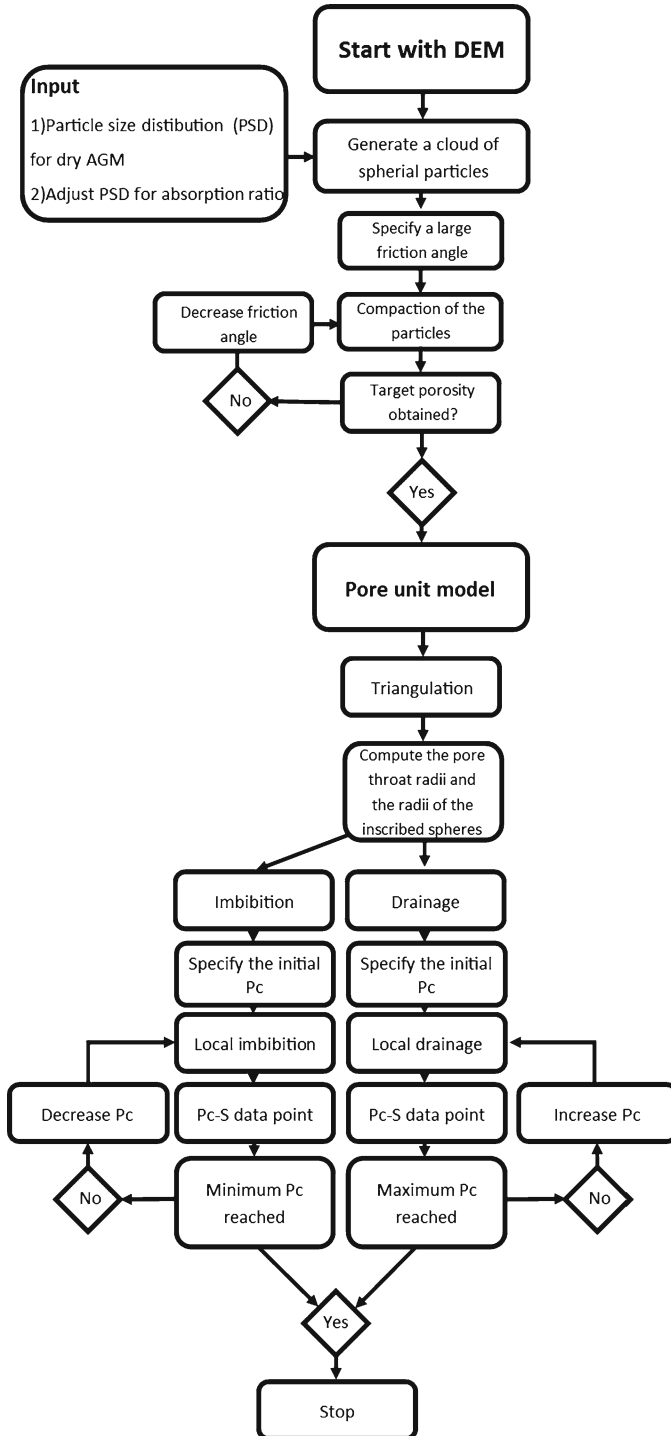 Start with DEM
Input
1)Particle size distibution (PSD)
for dry AGM
2)Adjust PSD for absorption ratio
Generate a cloud of
spherial particles
Specify a large
friction angle
Decrease friction
angle
Compaction of the
particles
No
Target porosity
obtained?
Yes
Pore unit model
Triangulation
Compute the pore
throat radii and
the radii of the
inscribed spheres
Imbibition
Drainage
Specify the initial
Pc
Specify the initial
Pc
Local imbibition
Local drainage
Decrease Pc
Pc-S data point
Pc-S data point
Increase Pc
No
Minimum Pc
reached
Maximum Pc
reached
No
Yes
Stop